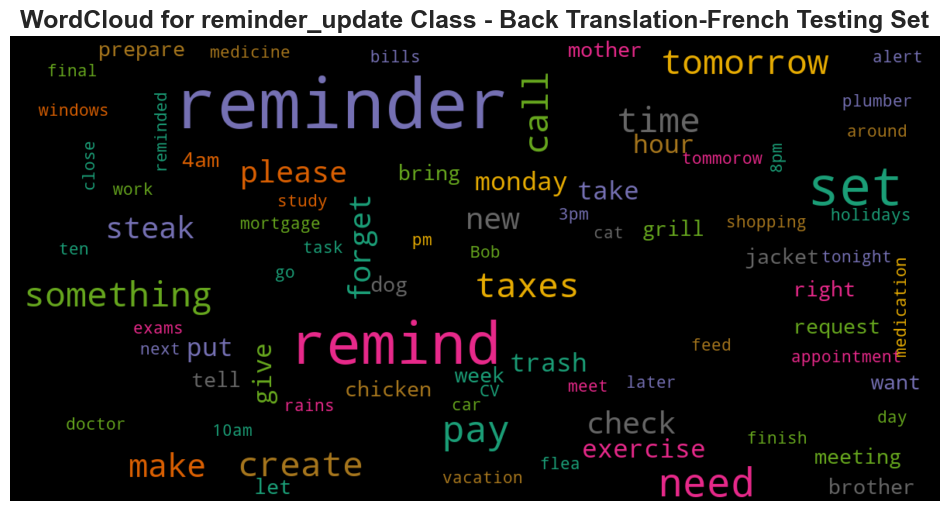 WordCloud for reminder_update Class - Back Translation-French Testing Set
prepare medicine bills mother tomorrow alert
final
windows reminded reminder call time plumber
close 4am please hour tommorow 8pm around
work study bring monday take set
steak mortgage forget new 3pm grill shopping holidays
ten task pm Bob cat jacket tonight
go dog
something taxes right medication
exams remind request
next put give trash feed appointment
tell chicken week CV meet later want
rains car
doctor 10am pay check day
exercise finish meeting
make create vacation flea need brother
let